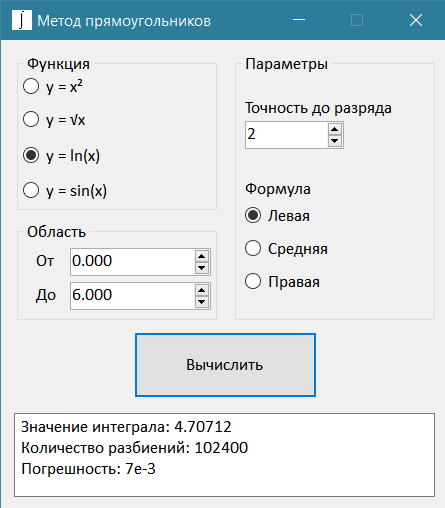 ∫ Метод прямоугольников
Функция
y = x²
y = √x
y = ln(x)
y = sin(x)
Область
От 0.000
До 6.000
Параметры
Точность до разряда
2
Формула
Левая
Средняя
Правая
Вычислить
Значение интеграла: 4.70712
Количество разбиений: 102400
Погрешность: 7e-3